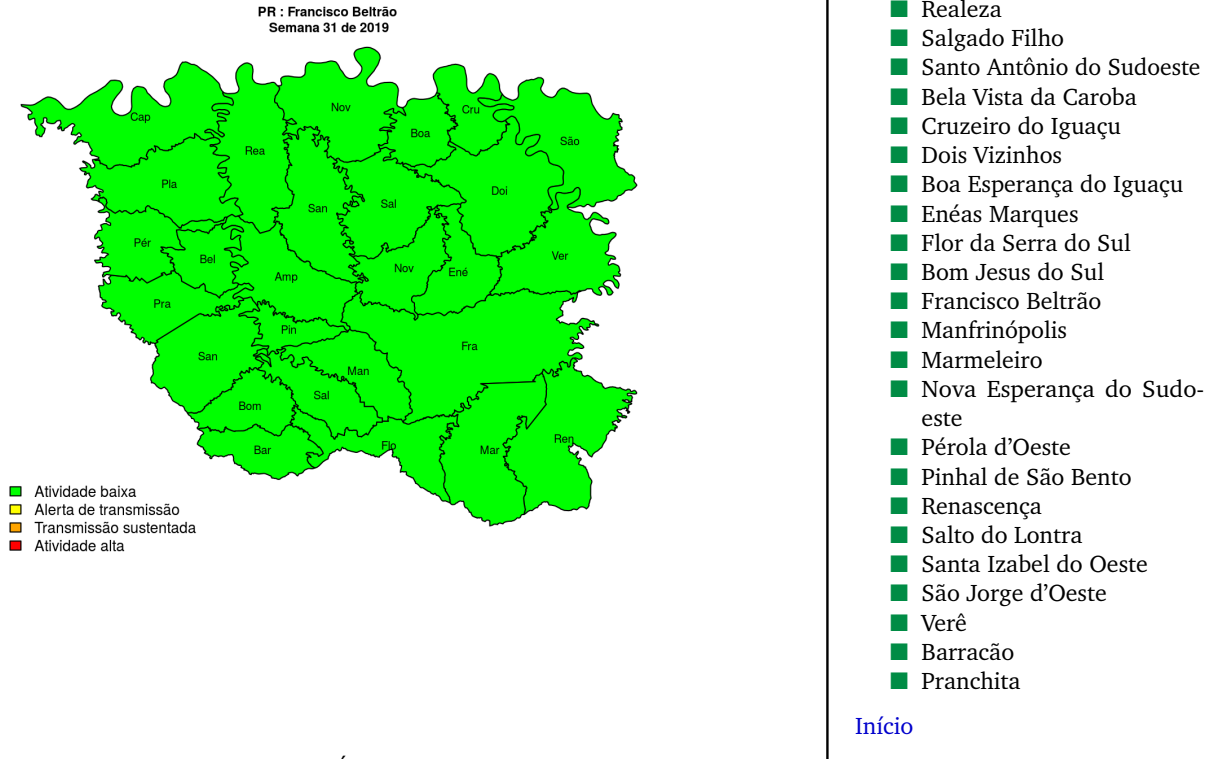 PR : Francisco Beltrão
Semana 31 de 2019
Nov
Cap
Cru
Boa
São
Rea
Pla
Doi
Sal
San
Pér
Bel
Ver
Nov
Ené
Amp
Pra
Pin
Fra
San
Man
Sal
Bom
Ren
Flo
Bar
Mar
Atividade baixa
Alerta de transmissão
Transmissão sustentada
Atividade alta
Realeza
Salgado Filho
Santo Antônio do Sudoeste
Bela Vista da Caroba
Cruzeiro do Iguaçu
Dois Vizinhos
Boa Esperança do Iguaçu
Enéas Marques
Flor da Serra do Sul
Bom Jesus do Sul
Francisco Beltrão
Manfrinópolis
Marmeleiro
Nova Esperança do Sudo-
este
Pérola d'Oeste
Pinhal de São Bento
Renascença
Salto do Lontra
Santa Izabel do Oeste
São Jorge d'Oeste
Verê
Barracão
Pranchita
Início